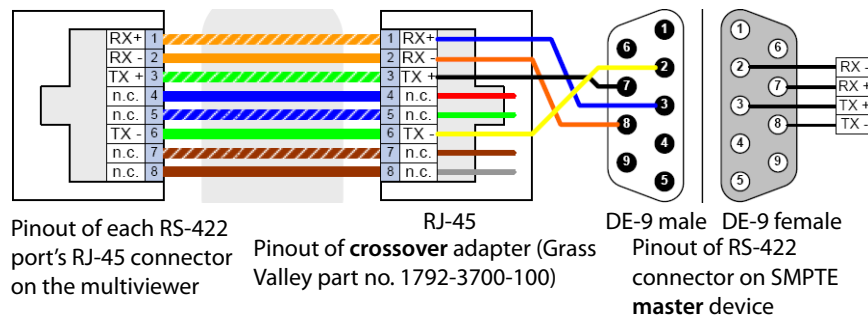 RX+ 1
RX - 2
TX + 3
n.c. 4
n.c. 5
TX - 6
n.c. 7
n.c. 8
1 RX+
2 RX -
3 TX +
4 n.c.
5 n.c.
6 TX -
7 n.c.
8 n.c.
1
6
2
7
3
8
4
9
5
1
6
2
7
3
8
4
9
5
RX -
RX +
TX +
TX -
Pinout of each RS-422
port's RJ-45 connector
on the multiviewer
RJ-45
Pinout of crossover adapter (Grass
Valley part no. 1792-3700-100)
DE-9 male
DE-9 female
Pinout of RS-422
connector on SMPTE
master device